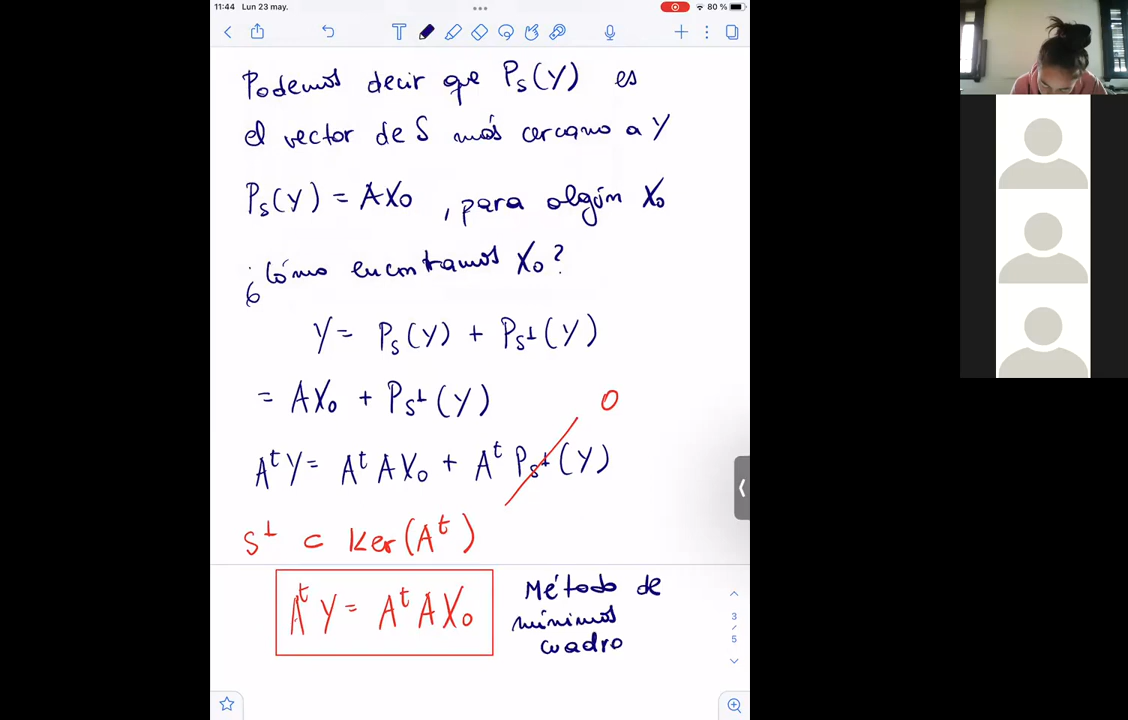 11:44 Lun 23 may.
80 %
Podemos decir que Ps(Y) es
el vector de S más cercano a Y
Ps(Y) = AX₀ , para algún X₀
¿Cómo encontramos X₀?
Y = Ps(Y) + Ps⊥(Y)
= AX₀ + Ps⊥(Y)
0
AᵗY = AᵗAX₀ + Aᵗ Ps⊥(Y)
S⊥ ⊂ Ker(Aᵗ)
AᵗY = AᵗAX₀
Método de
mínimos
cuadro
3
/
5